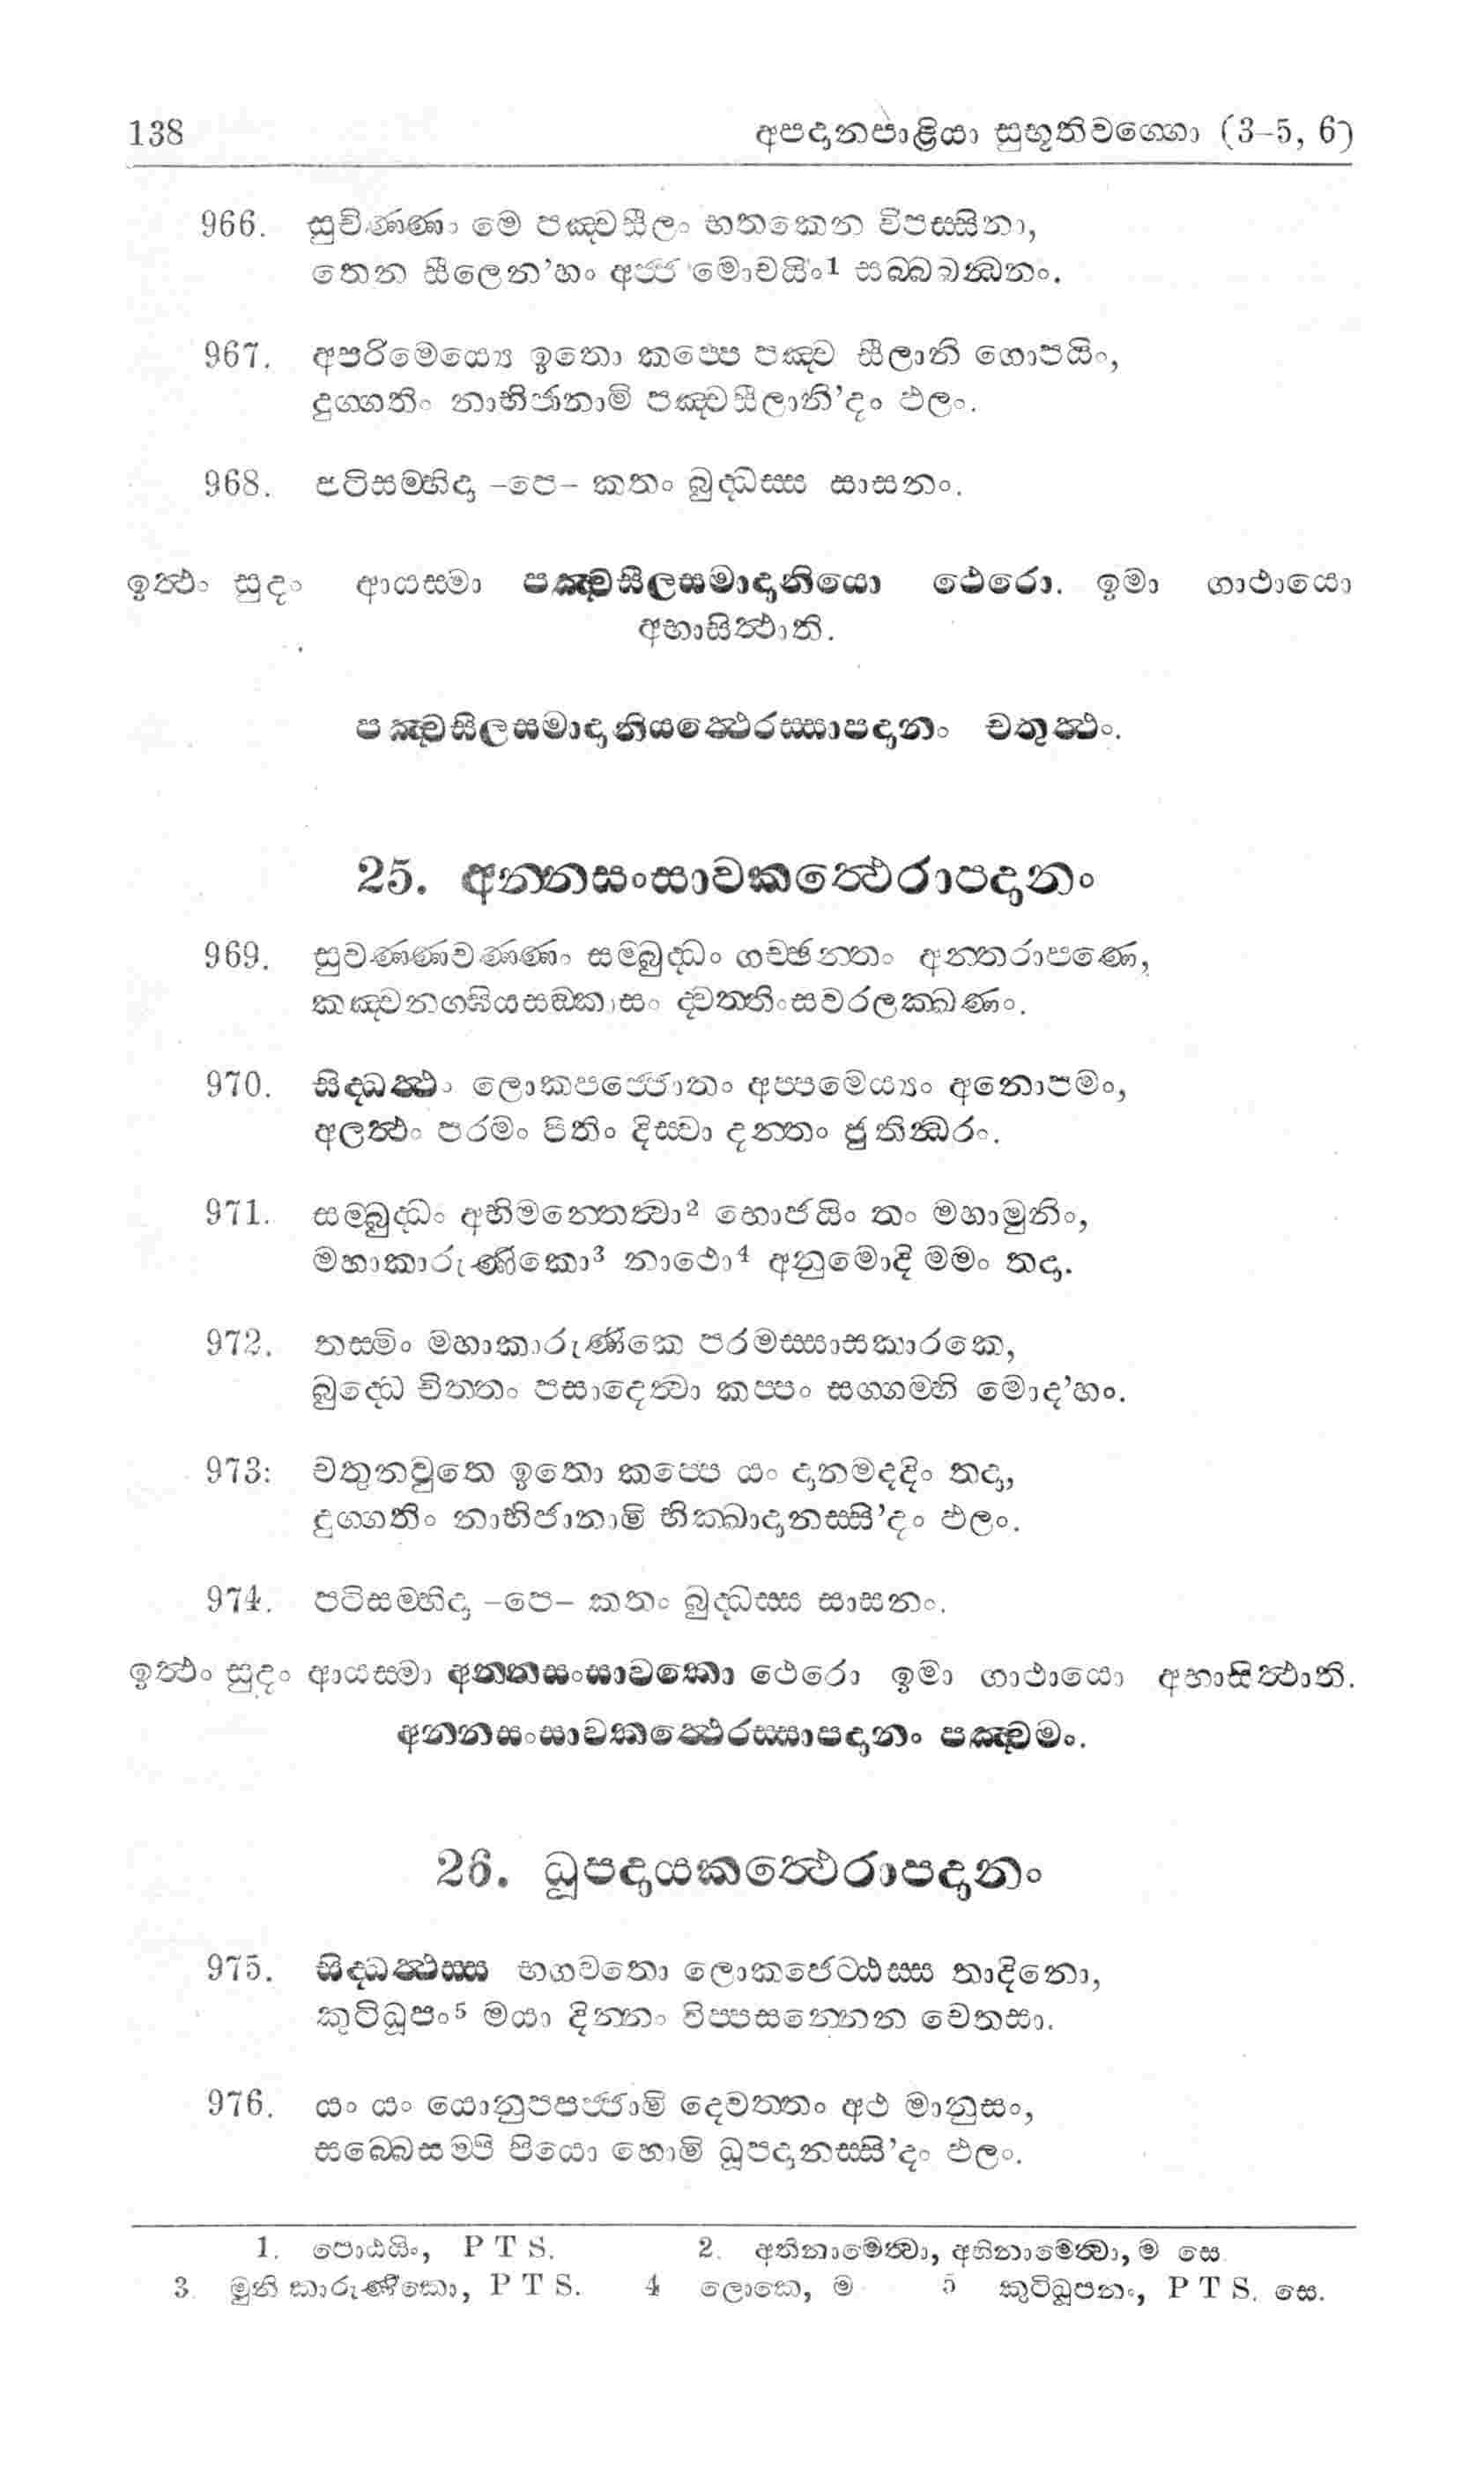 138 අපදානපාළියා සුභූතිවග්ගො (3–5, 6)
966. සුචිණ්ණං මෙ පඤ්චසීලං භතකෙන විපස්සිනා,
තෙන සීලෙන’හං අජ්ජ මොචයිං1 සබ්බබන්ධනං.
967. අපරිමෙය්‍යෙ ඉතො කප්පෙ පඤ්ච සීලානි ගොපයිං,
දුග්ගතිං නාභිජානාමි පඤ්චසීලානි’දං ඵලං.
968. පටිසම්භිදා –පෙ– කතං බුද්ධස්ස සාසනං.
ඉත්ථං සුදං ආයස්මා පඤ්චසීලසමාදානියො ථෙරො. ඉමා ගාථායො
අභාසිත්ථාති.
පඤ්චසීලසමාදානියත්ථෙරස්සාපදානං චතුත්ථං.
25. අන්නසංසාවකත්ථෙරාපදානං
969. සුවණ්ණවණ්ණං සම්බුද්ධං ගච්ඡන්තං අන්තරාපණෙ,
කඤ්චනග්ඝියසඞ්කාසං ද්වත්තිංසවරලක්ඛණං.
970. සිද්ධත්ථං ලොකපජ්ජොතං අප්පමෙය්‍යං අනොපමං,
අලත්ථං පරමං පීතිං දිස්වා දන්තං ජුතින්ධරං.
971. සම්බුද්ධං අභිමන්තෙත්වා2 භොජයිං තං මහාමුනිං,
මහාකාරුණිකො3 නාථො4 අනුමොදි මමං තදා.
972. තස්මිං මහාකාරුණිකෙ පරමස්සාසකාරකෙ,
බුද්ධෙ චිත්තං පසාදෙත්වා කප්පං සග්ගම්හි මොද’හං.
973: චතුනවුතෙ ඉතො කප්පෙ යං දානමදදිං තදා,
දුග්ගතිං නාභිජානාමි භික්ඛාදානස්සි’දං ඵලං.
974. පටිසම්භිදා –පෙ– කතං බුද්ධස්ස සාසනං.
ඉත්ථං සුදං ආයස්මා අන්නසංසාවකො ථෙරො ඉමා ගාථායො අභාසිත්ථාති.
අන්නසංසාවකත්ථෙරස්සාපදානං පඤ්චමං.
26. ධූපදායකත්ථෙරාපදානං
975. සිද්ධත්ථස්ස භගවතො ලොකජෙට්ඨස්ස තාදිනො,
කුටිධූපං5 මයා දින්නං විප්පසන්නෙන චෙතසා.
976. යං යං යොනුපපජ්ජාමි දෙවත්තං අථ මානුසං,
සබ්බෙසම්පි පියො හොමි ධූපදානස්සි’දං ඵලං.
1. පොඨයිං, P T S. 2. අතිනාමෙත්වා, අභිනාමෙත්වා, ම සෙ
3. මුනි කාරුණිකො, P T S. 4 ලොකෙ, ම 5 කුටිධූපනං, P T S. සෙ.